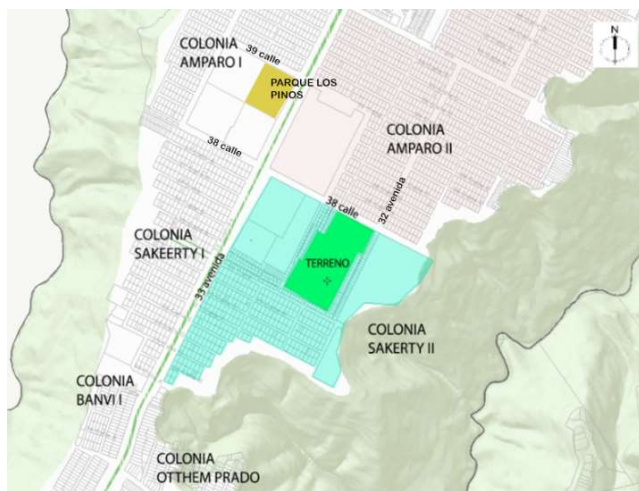 COLONIA
AMPARO I
39 calle
N
PARQUE LOS
PINOS
38 calle
COLONIA
AMPARO II
32 avenida
38 calle
COLONIA
SAKEERTY I
TERRENO
33 avenida
COLONIA
SAKERTY II
COLONIA
BANVI I
COLONIA
OTTHEM PRADO